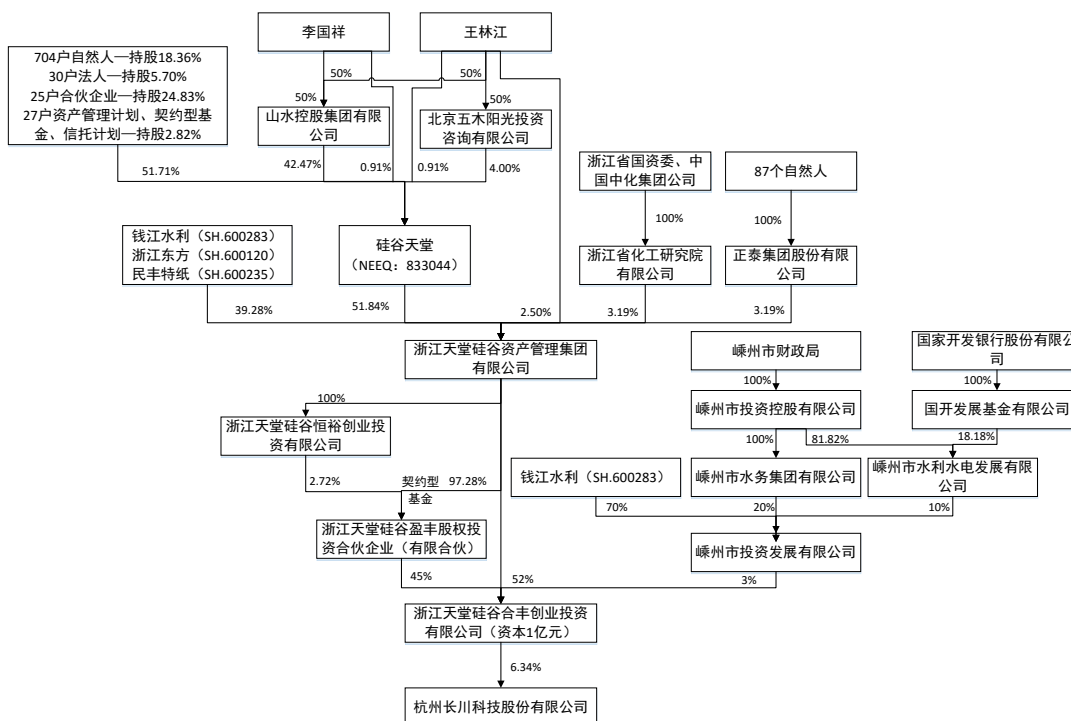 李国祥
王林江
704户自然人—持股18.36%
30户法人—持股5.70%
25户合伙企业—持股24.83%
27户资产管理计划、契约型基
金、信托计划—持股2.82%
50%
50%
50%
50%
山水控股集团有限
公司
北京五木阳光投资
咨询有限公司
51.71%
42.47%
0.91%
0.91%
4.00%
浙江省国资委、中
国中化集团公司
87个自然人
100%
100%
钱江水利（SH.600283）
浙江东方（SH.600120）
民丰特纸（SH.600235）
硅谷天堂
（NEEQ：833044）
浙江省化工研究院
有限公司
正泰集团股份有限
公司
39.28%
51.84%
2.50%
3.19%
3.19%
浙江天堂硅谷资产管理集团
有限公司
嵊州市财政局
国家开发银行股份有限公
司
100%
100%
100%
浙江天堂硅谷恒裕创业投
资有限公司
嵊州市投资控股有限公司
国开发展基金有限公司
100%
81.82%
18.18%
2.72%
契约型
基金
97.28%
钱江水利（SH.600283）
嵊州市水务集团有限公司
嵊州市水利水电发展有限
公司
70%
20%
10%
浙江天堂硅谷盈丰股权投
资合伙企业（有限合伙）
嵊州市投资发展有限公司
45%
52%
3%
浙江天堂硅谷合丰创业投资
有限公司（资本1亿元）
6.34%
杭州长川科技股份有限公司